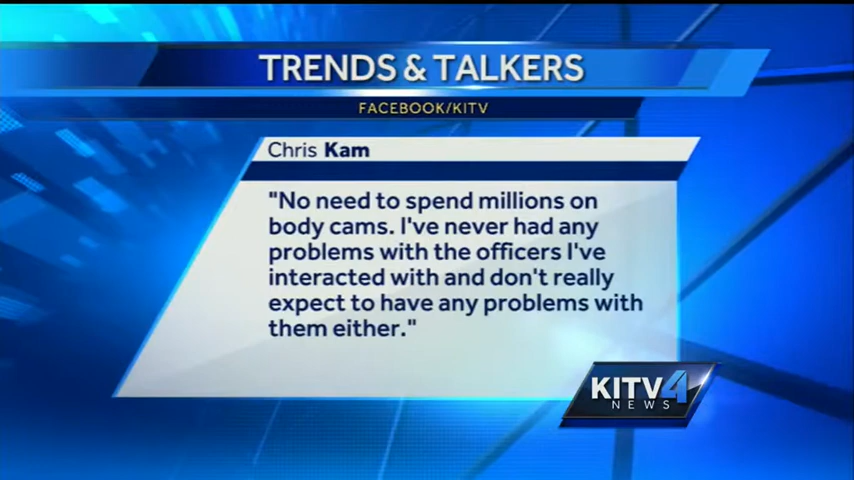 TRENDS & TALKERS
FACEBOOK/KITV
Chris Kam
"No need to spend millions on
body cams. I've never had any
problems with the officers I've
interacted with and don't really
expect to have any problems with
them either."
KITV4
NEWS